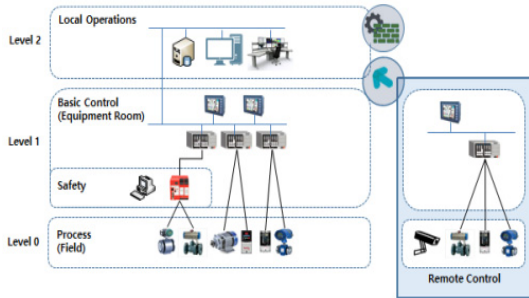 Local Operations
Level 2
Basic Control
(Equipment Room)
Level 1
Safety
Level 0
Process
(Field)
Remote Control